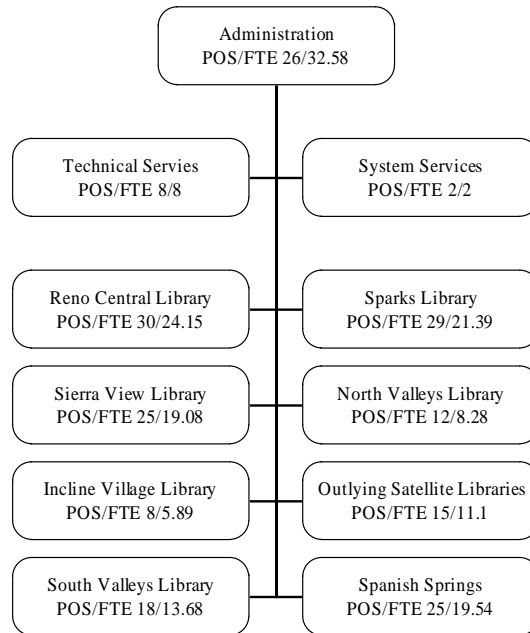 Administration
POS/FTE 26/32.58
Technical Servies
POS/FTE 8/8
System Services
POS/FTE 2/2
Reno Central Library
POS/FTE 30/24.15
Sparks Library
POS/FTE 29/21.39
Sierra View Library
POS/FTE 25/19.08
North Valleys Library
POS/FTE 12/8.28
Incline Village Library
POS/FTE 8/5.89
Outlying Satellite Libraries
POS/FTE 15/11.1
South Valleys Library
POS/FTE 18/13.68
Spanish Springs
POS/FTE 25/19.54